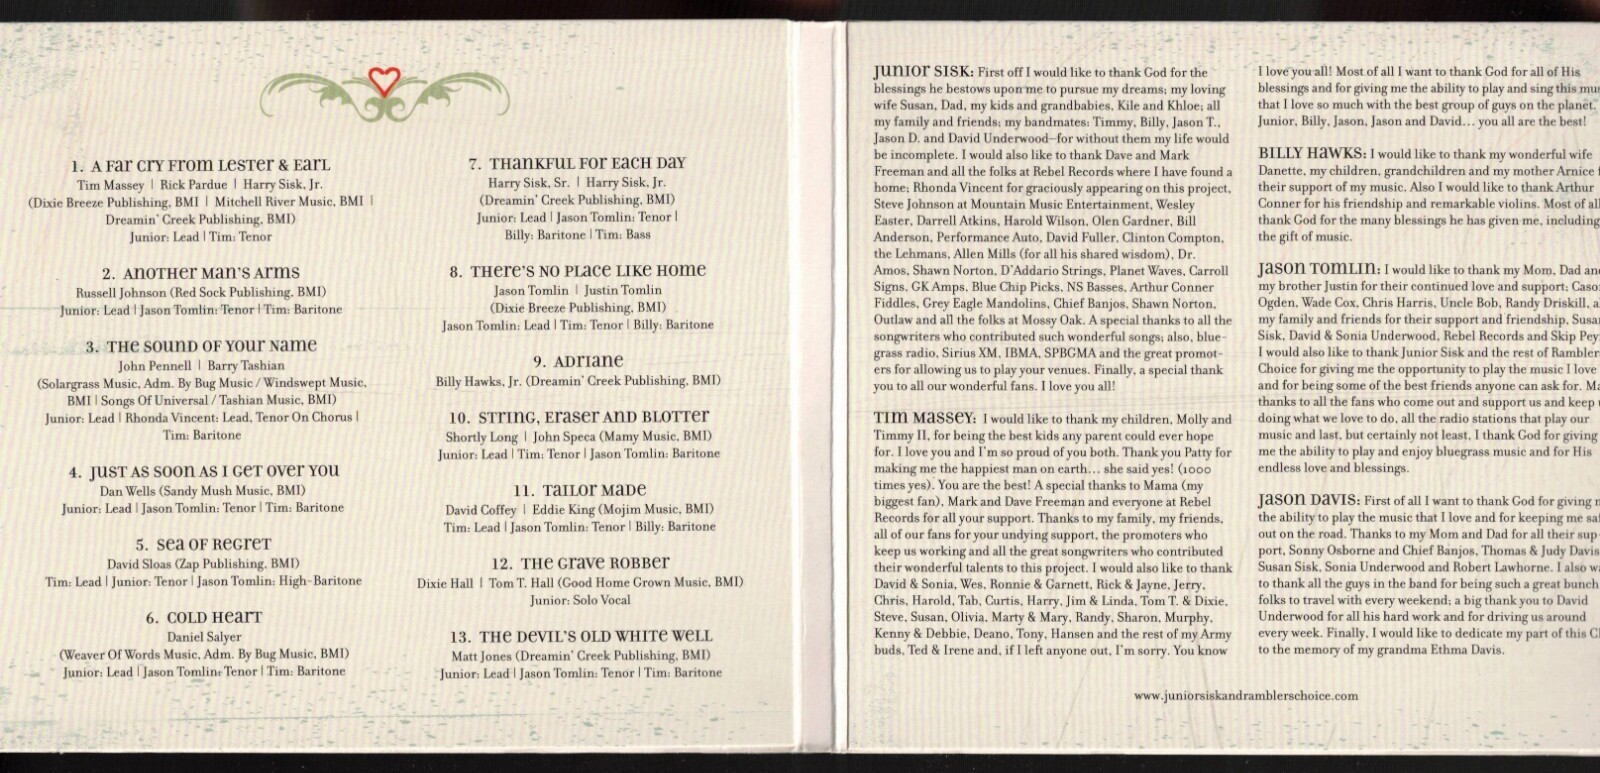 1. A Far Cry From Lester & Earl
Tim Massey | Rick Pardue | Harry Sisk, Jr.
(Dixie Breeze Publishing, BMI | Mitchell River Music, BMI |
Dreamin' Creek Publishing, BMI)
Junior: Lead | Tim: Tenor
2. Another Man's Arms
Russell Johnson (Red Sock Publishing, BMI)
Junior: Lead | Jason Tomlin: Tenor | Tim: Baritone
3. The Sound Of Your Name
John Pennell | Barry Tashian
(Solargrass Music, Adm. By Bug Music / Windswept Music,
BMI | Songs Of Universal / Tashian Music, BMI)
Junior: Lead | Rhonda Vincent: Lead, Tenor On Chorus |
Tim: Baritone
4. Just As Soon As I Get Over You
Dan Wells (Sandy Mush Music, BMI)
Junior: Lead | Jason Tomlin: Tenor | Tim: Baritone
5. Sea Of Regret
David Sloas (Zap Publishing, BMI)
Tim: Lead | Junior: Tenor | Jason Tomlin: High-Baritone
6. Cold Heart
Daniel Salyer
(Weaver Of Words Music, Adm. By Bug Music, BMI)
Junior: Lead | Jason Tomlin: Tenor | Tim: Baritone
7. Thankful For Each Day
Harry Sisk, Sr. | Harry Sisk, Jr.
(Dreamin' Creek Publishing, BMI)
Junior: Lead | Jason Tomlin: Tenor |
Billy: Baritone | Tim: Bass
8. There's No Place Like Home
Jason Tomlin | Justin Tomlin
(Dixie Breeze Publishing, BMI)
Jason Tomlin: Lead | Tim: Tenor | Billy: Baritone
9. Adriane
Billy Hawks, Jr. (Dreamin' Creek Publishing, BMI)
10. String, Eraser And Blotter
Shortly Long | John Speca (Mamy Music, BMI)
Junior: Lead | Tim: Tenor | Jason Tomlin: Baritone
11. Tailor Made
David Coffey | Eddie King (Mojim Music, BMI)
Tim: Lead | Jason Tomlin: Tenor | Billy: Baritone
12. The Grave Robber
Dixie Hall | Tom T. Hall (Good Home Grown Music, BMI)
Junior: Solo Vocal
13. The Devil's Old White Well
Matt Jones (Dreamin' Creek Publishing, BMI)
Junior: Lead | Jason Tomlin: Tenor | Tim: Baritone
Junior Sisk: First off I would like to thank God for the
blessings he bestows upon me to pursue my dreams; my loving
wife Susan, Dad, my kids and grandbabies, Kile and Khloe; all
my family and friends; my bandmates: Timmy, Billy, Jason T.,
Jason D. and David Underwood—for without them my life would
be incomplete. I would also like to thank Dave and Mark
Freeman and all the folks at Rebel Records where I have found a
home; Rhonda Vincent for graciously appearing on this project,
Steve Johnson at Mountain Music Entertainment, Wesley
Easter, Darrell Atkins, Harold Wilson, Olen Gardner, Bill
Anderson, Performance Auto, David Fuller, Clinton Compton,
the Lehmans, Allen Mills (for all his shared wisdom), Dr.
Amos, Shawn Norton, D'Addario Strings, Planet Waves, Carroll
Signs, GK Amps, Blue Chip Picks, NS Basses, Arthur Conner
Fiddles, Grey Eagle Mandolins, Chief Banjos, Shawn Norton,
Outlaw and all the folks at Mossy Oak. A special thanks to all the
songwriters who contributed such wonderful songs; also, blue-
grass radio, Sirius XM, IBMA, SPBGMA and the great promot-
ers for allowing us to play your venues. Finally, a special thank
you to all our wonderful fans. I love you all!
Tim Massey: I would like to thank my children, Molly and
Timmy II, for being the best kids any parent could ever hope
for. I love you and I'm so proud of you both. Thank you Patty for
making me the happiest man on earth... she said yes! (1000
times yes). You are the best! A special thanks to Mama (my
biggest fan), Mark and Dave Freeman and everyone at Rebel
Records for all your support. Thanks to my family, my friends,
all of our fans for your undying support, the promoters who
keep us working and all the great songwriters who contributed
their wonderful talents to this project. I would also like to thank
David & Sonia, Wes, Ronnie & Garnett, Rick & Jayne, Jerry,
Chris, Harold, Tab, Curtis, Harry, Jim & Linda, Tom T. & Dixie,
Steve, Susan, Olivia, Marty & Mary, Randy, Sharon, Murphy,
Kenny & Debbie, Deano, Tony, Hansen and the rest of my Army
buds, Ted & Irene and, if I left anyone out, I'm sorry. You know
I love you all! Most of all I want to thank God for all of His
blessings and for giving me the ability to play and sing this mus
that I love so much with the best group of guys on the planet.
Junior, Billy, Jason, Jason and David... you all are the best!
Billy Hawks: I would like to thank my wonderful wife
Danette, my children, grandchildren and my mother Arnice f
their support of my music. Also I would like to thank Arthur
Conner for his friendship and remarkable violins. Most of all
thank God for the many blessings he has given me, including
the gift of music.
Jason Tomlin: I would like to thank my Mom, Dad and
my brother Justin for their continued love and support; Caso
Ogden, Wade Cox, Chris Harris, Uncle Bob, Randy Driskill, a
my family and friends for their support and friendship, Susa
Sisk, David & Sonia Underwood, Rebel Records and Skip Pey
I would also like to thank Junior Sisk and the rest of Rambler
Choice for giving me the opportunity to play the music I love
and for being some of the best friends anyone can ask for. Ma
thanks to all the fans who come out and support us and keep u
doing what we love to do, all the radio stations that play our
music and last, but certainly not least, I thank God for giving
me the ability to play and enjoy bluegrass music and for His
endless love and blessings.
Jason Davis: First of all I want to thank God for giving m
the ability to play the music that I love and for keeping me saf
out on the road. Thanks to my Mom and Dad for all their sup-
port, Sonny Osborne and Chief Banjos, Thomas & Judy Davis
Susan Sisk, Sonia Underwood and Robert Lawhorne. I also wa
to thank all the guys in the band for being such a great bunch
folks to travel with every weekend; a big thank you to David
Underwood for all his hard work and for driving us around
every week. Finally, I would like to dedicate my part of this C
to the memory of my grandma Ethma Davis.
www.juniorsiskandramblerschoice.com